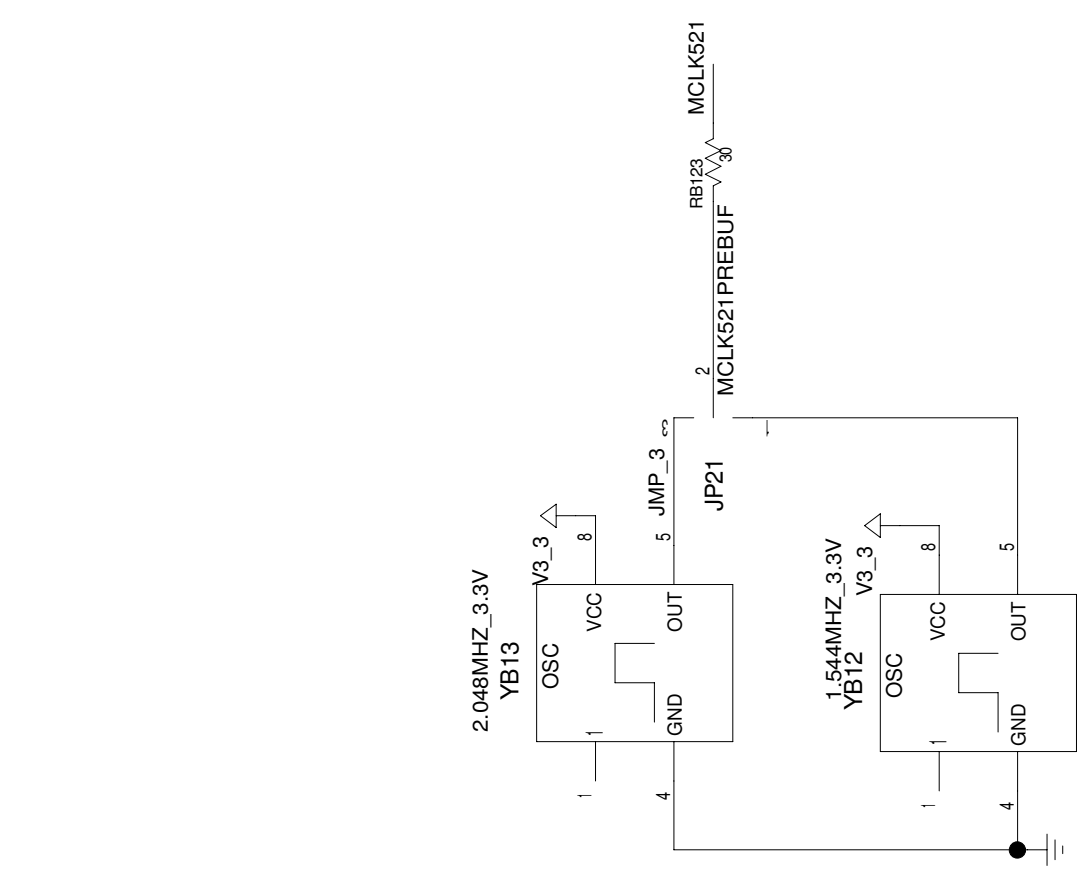 MCLK521
RB123
30
MCLK521PREBUF
2
3
1
JMP_3
JP21
V3_3
8
5
2.048MHZ_3.3V
YB13
OSC
VCC
OUT
GND
1
1
4
V3_3
8
5
1.544MHZ_3.3V
YB12
OSC
VCC
OUT
GND
1
1
4